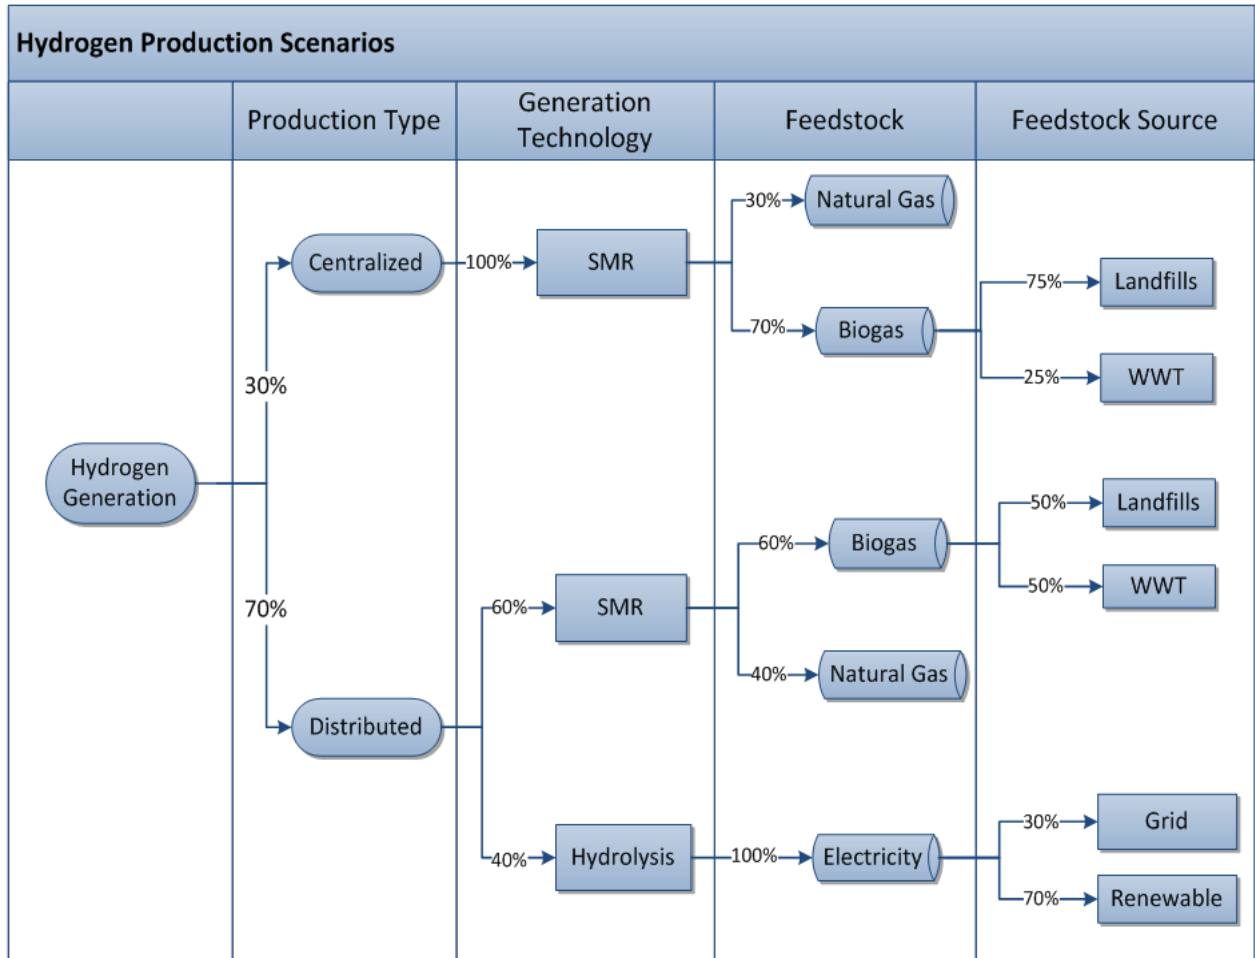 Hydrogen Production Scenarios
Production Type
Generation
Technology
Feedstock
Feedstock Source
30%
Natural Gas
Centralized
100%
SMR
75%
Landfills
70%
Biogas
25%
WWT
30%
Hydrogen
Generation
50%
Landfills
60%
Biogas
50%
WWT
70%
60%
SMR
40%
Natural Gas
Distributed
30%
Grid
40%
Hydrolysis
100%
Electricity
70%
Renewable